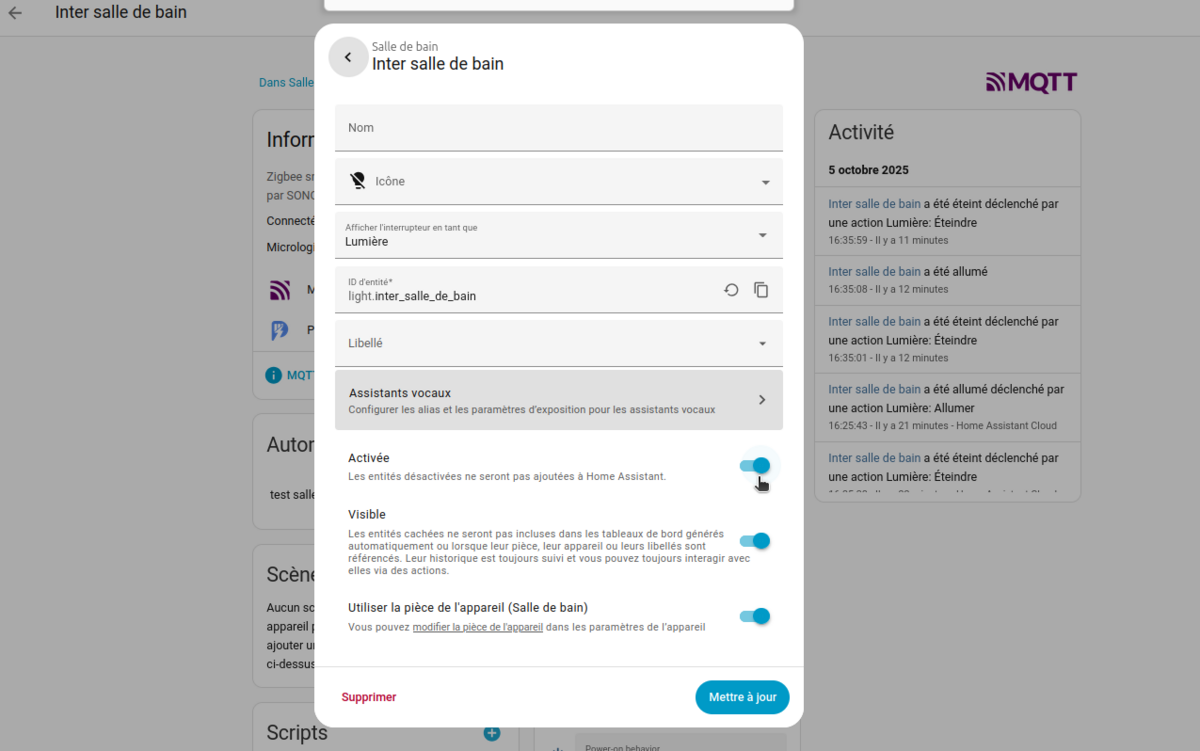 Inter salle de bain
Dans Salle
MQTT
Infor
Zigbee
par SONO
Connecté
Microlog
M
P
MQTT
Autor
test salle
Scène
Aucun
appareil
ajouter
ci-dessus
Scripts
Salle de bain
Inter salle de bain
Nom
Icône
Afficher l'interrupteur en tant que
Lumière
ID d'entité*
light.inter_salle_de_bain
Libellé
Assistants vocaux
Configurer les alias et les paramètres d'exposition pour les assistants vocaux
Activée
Les entités désactivées ne seront pas ajoutées à Home Assistant.
Visible
Les entités cachées ne seront pas incluses dans les tableaux de bord générés
automatiquement ou lorsque leur pièce, leur appareil ou leurs libellés sont
référencés. Leur historique est toujours suivi et vous pouvez toujours interagir avec
elles via des actions.
Utiliser la pièce de l'appareil (Salle de bain)
Vous pouvez modifier la pièce de l'appareil dans les paramètres de l'appareil
Supprimer
Mettre à jour
Power-on behavior
Activité
5 octobre 2025
Inter salle de bain a été éteint déclenché par
une action Lumière: Éteindre
16:35:59 - Il y a 11 minutes
Inter salle de bain a été allumé
16:35:08 - Il y a 12 minutes
Inter salle de bain a été éteint déclenché par
une action Lumière: Éteindre
16:35:01 - Il y a 12 minutes
Inter salle de bain a été allumé déclenché par
une action Lumière: Allumer
16:25:43 - Il y a 21 minutes - Home Assistant Cloud
Inter salle de bain a été éteint déclenché par
une action Lumière: Éteindre